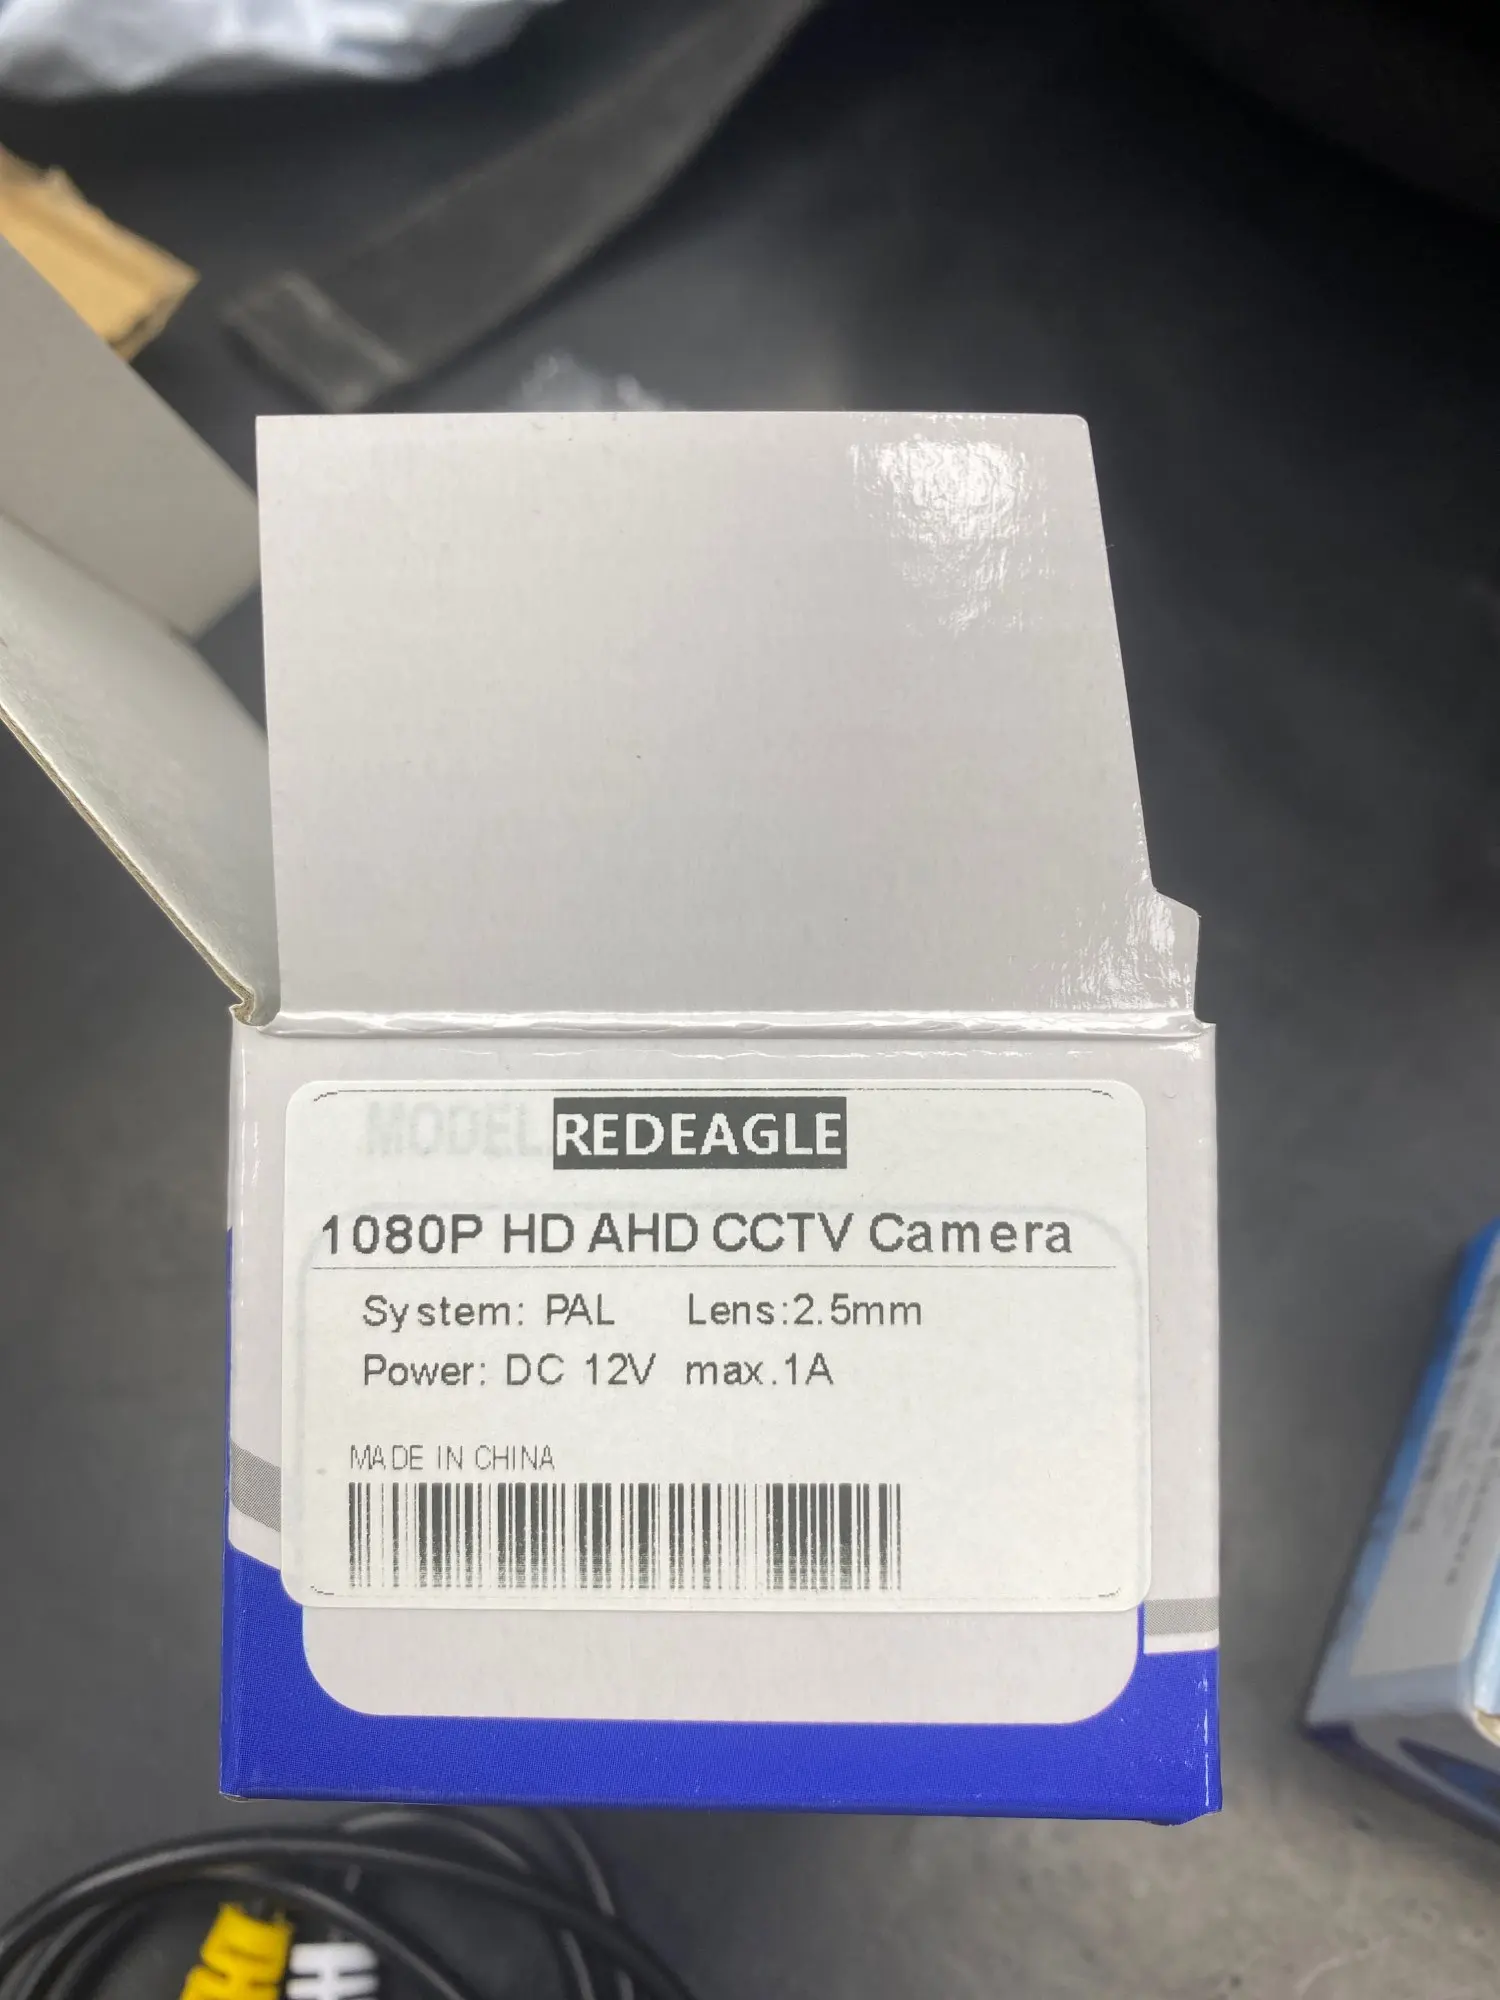 MODEL REDEAGLE
1080P HD AHD CCTV Camera
System: PAL Lens:2.5mm
Power: DC 12V max.1A
MADE IN CHINA